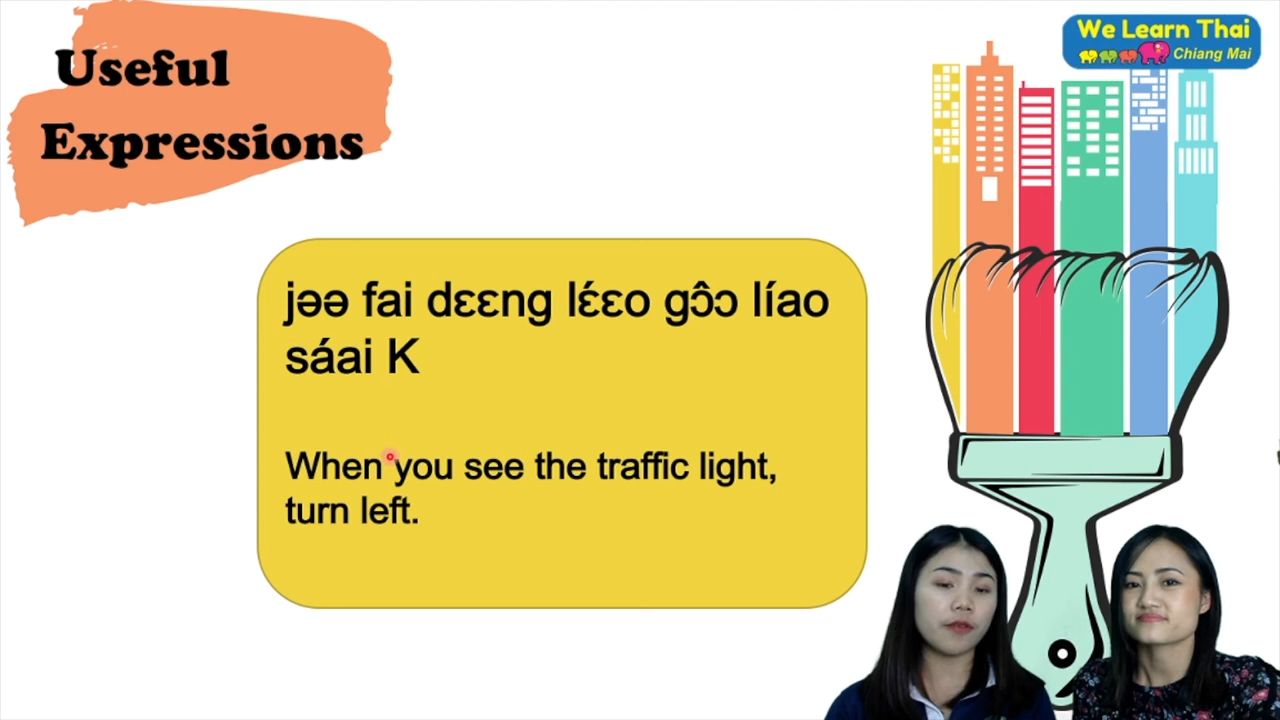 Useful
Expressions
We Learn Thai
Chiang Mai
jəə fai dɛɛng lɛ́ɛo gɔ̂ɔ líao
sáai K
When you see the traffic light,
turn left.